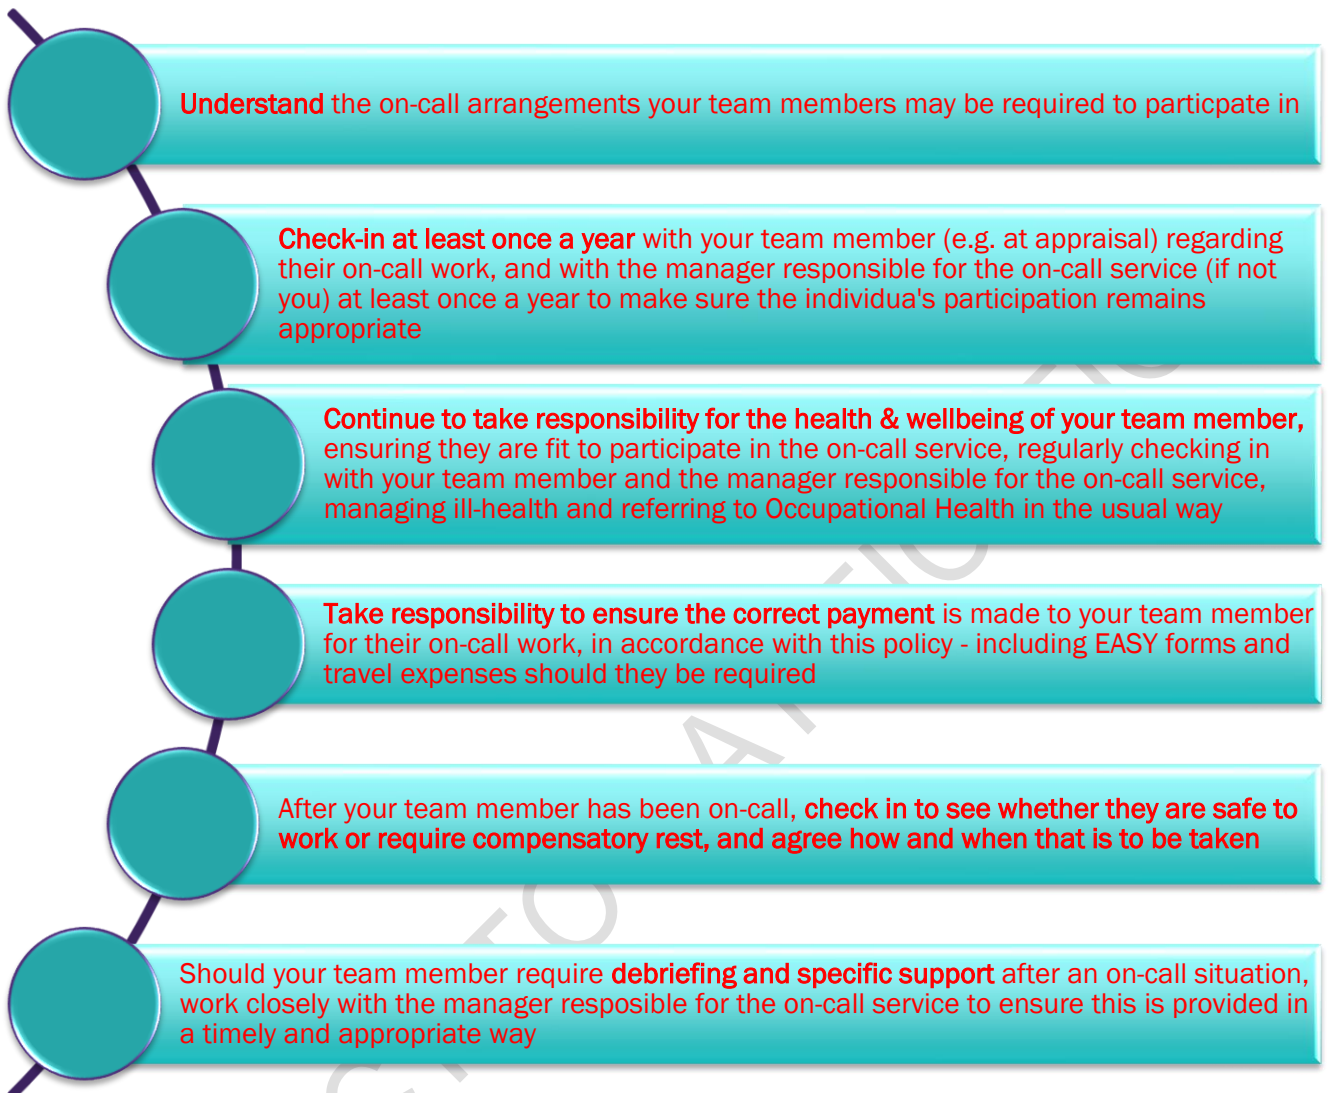 Understand the on-call arrangements your team members may be required to particpate in
Check-in at least once a year with your team member (e.g. at appraisal) regarding
their on-call work, and with the manager responsible for the on-call service (if not
you) at least once a year to make sure the individua's participation remains
appropriate
Continue to take responsibility for the health & wellbeing of your team member,
ensuring they are fit to participate in the on-call service, regularly checking in
with your team member and the manager responsible for the on-call service,
managing ill-health and referring to Occupational Health in the usual way
Take responsibility to ensure the correct payment is made to your team member
for their on-call work, in accordance with this policy - including EASY forms and
travel expenses should they be required
After your team member has been on-call, check in to see whether they are safe to
work or require compensatory rest, and agree how and when that is to be taken
Should your team member require debriefing and specific support after an on-call situation,
work closely with the manager resposible for the on-call service to ensure this is provided in
a timely and appropriate way